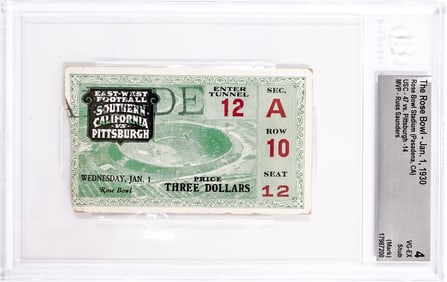 EAST-WEST
FOOTBALL
SOUTHERN
CALIFORNIA
VS
PITTSBURGH
WEDNESDAY, JAN. 1
Rose Bowl
ENTER
TUNNEL
12
PRICE
THREE DOLLARS
SEC.
A
ROW
10
SEAT
12
The Rose Bowl - Jan. 1, 1930
Rose Bowl Stadium (Pasadena, CA)
USC - 47 vs. Pittsburgh -14
MVP - Russ Saunders
4
VG-EX
Stub
(Mark)
17987200